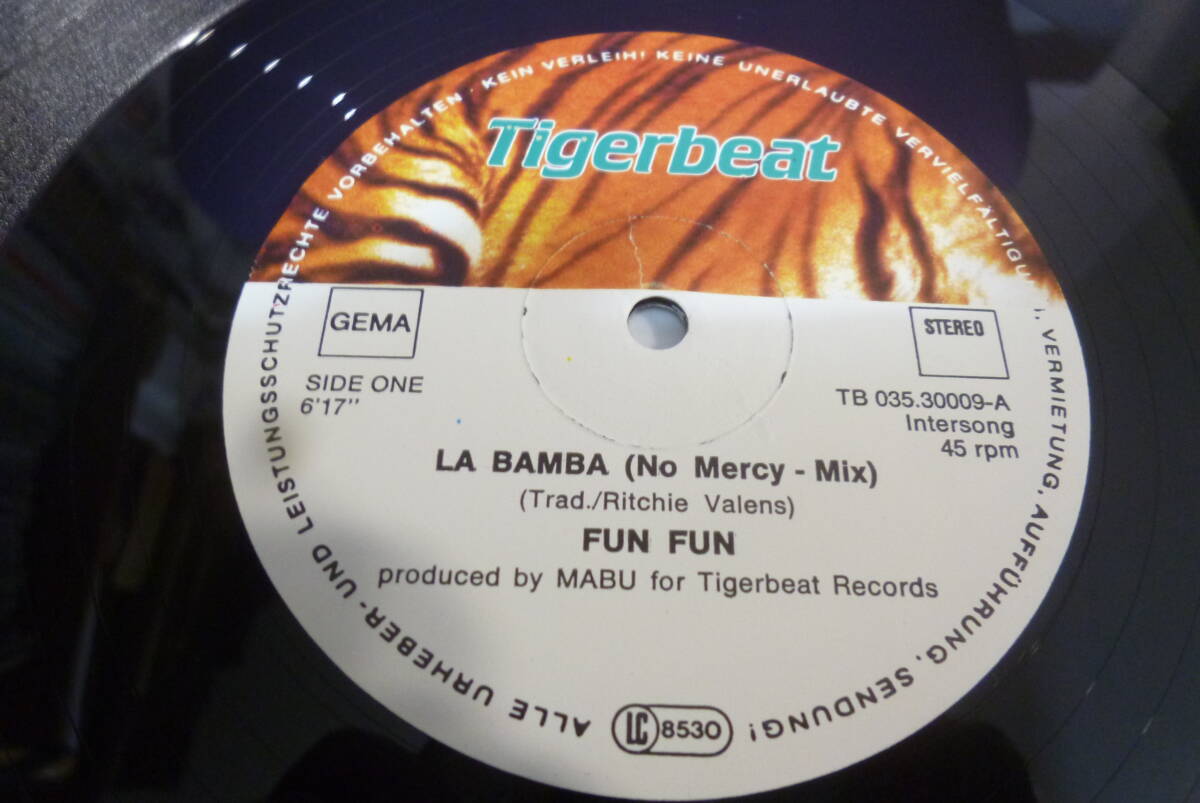 ALLE URHEBER- UND LEISTUNGSSCHUTZRECHTE VORBEHALTEN · KEIN VERLEIH! KEINE UNERLAUBTE VERVIELFÄLTIGU , VERMIETUNG, AUFFÜHRUNG, SENDUNG!
Tigerbeat
GEMA
STEREO
SIDE ONE
6'17"
TB 035.30009-A
Intersong
45 rpm
LA BAMBA (No Mercy - Mix)
(Trad./Ritchie Valens)
FUN FUN
produced by MABU for Tigerbeat Records
LC 8530